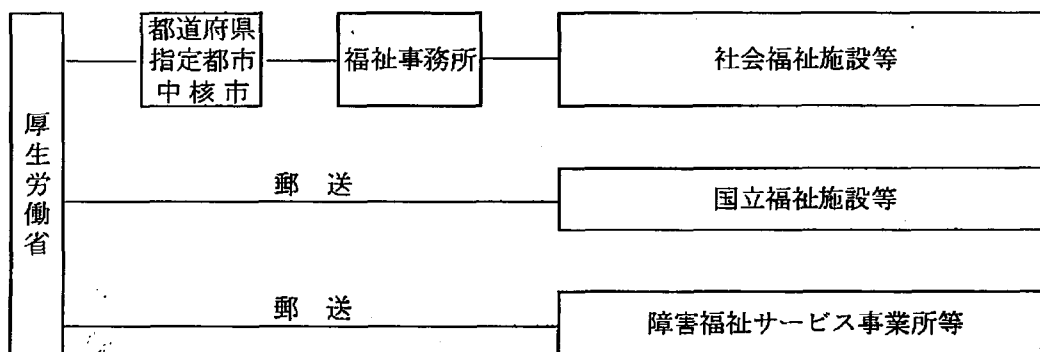 厚生労働省
都道府県
指定都市
中核市
福祉事務所
社会福祉施設等
郵送
国立福祉施設等
郵送
障害福祉サービス事業所等